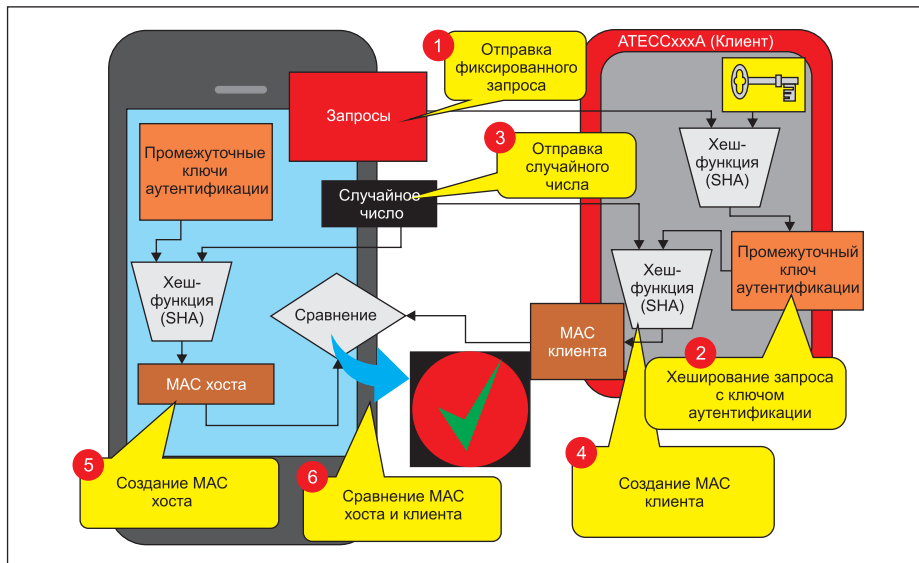 ATECCxxxA (Клиент)
1
Отправка
фиксированного
запроса
Запросы
Хеш-
функция
(SHA)
3
Отправка
случайного
числа
Промежуточные
ключи
аутентификации
Случайное
число
Промежуточный
ключ
аутентификации
Хеш-
функция
(SHA)
Хеш-
функция
(SHA)
Сравнение
MAC
клиента
2
Хеширование запроса
с ключом
аутентификации
MAC хоста
5
Создание MAC
хоста
6
Сравнение MAC
хоста и клиента
4
Создание MAC
клиента